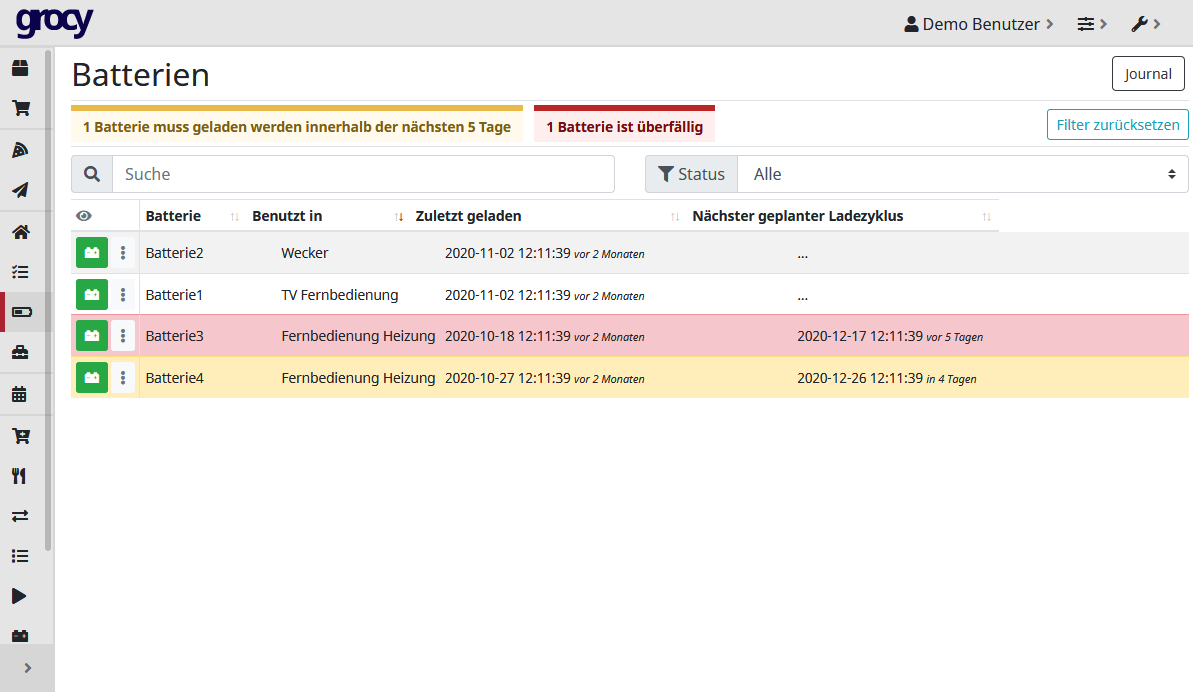 grocy
Demo Benutzer
Batterien
Journal
1 Batterie muss geladen werden innerhalb der nächsten 5 Tage
1 Batterie ist überfällig
Filter zurücksetzen
Suche
Status
Alle
Batterie Benutzt in Zuletzt geladen Nächster geplanter Ladezyklus
Batterie2 Wecker 2020-11-02 12:11:39 vor 2 Monaten ...
Batterie1 TV Fernbedienung 2020-11-02 12:11:39 vor 2 Monaten ...
Batterie3 Fernbedienung Heizung 2020-10-18 12:11:39 vor 2 Monaten 2020-12-17 12:11:39 vor 5 Tagen
Batterie4 Fernbedienung Heizung 2020-10-27 12:11:39 vor 2 Monaten 2020-12-26 12:11:39 in 4 Tagen